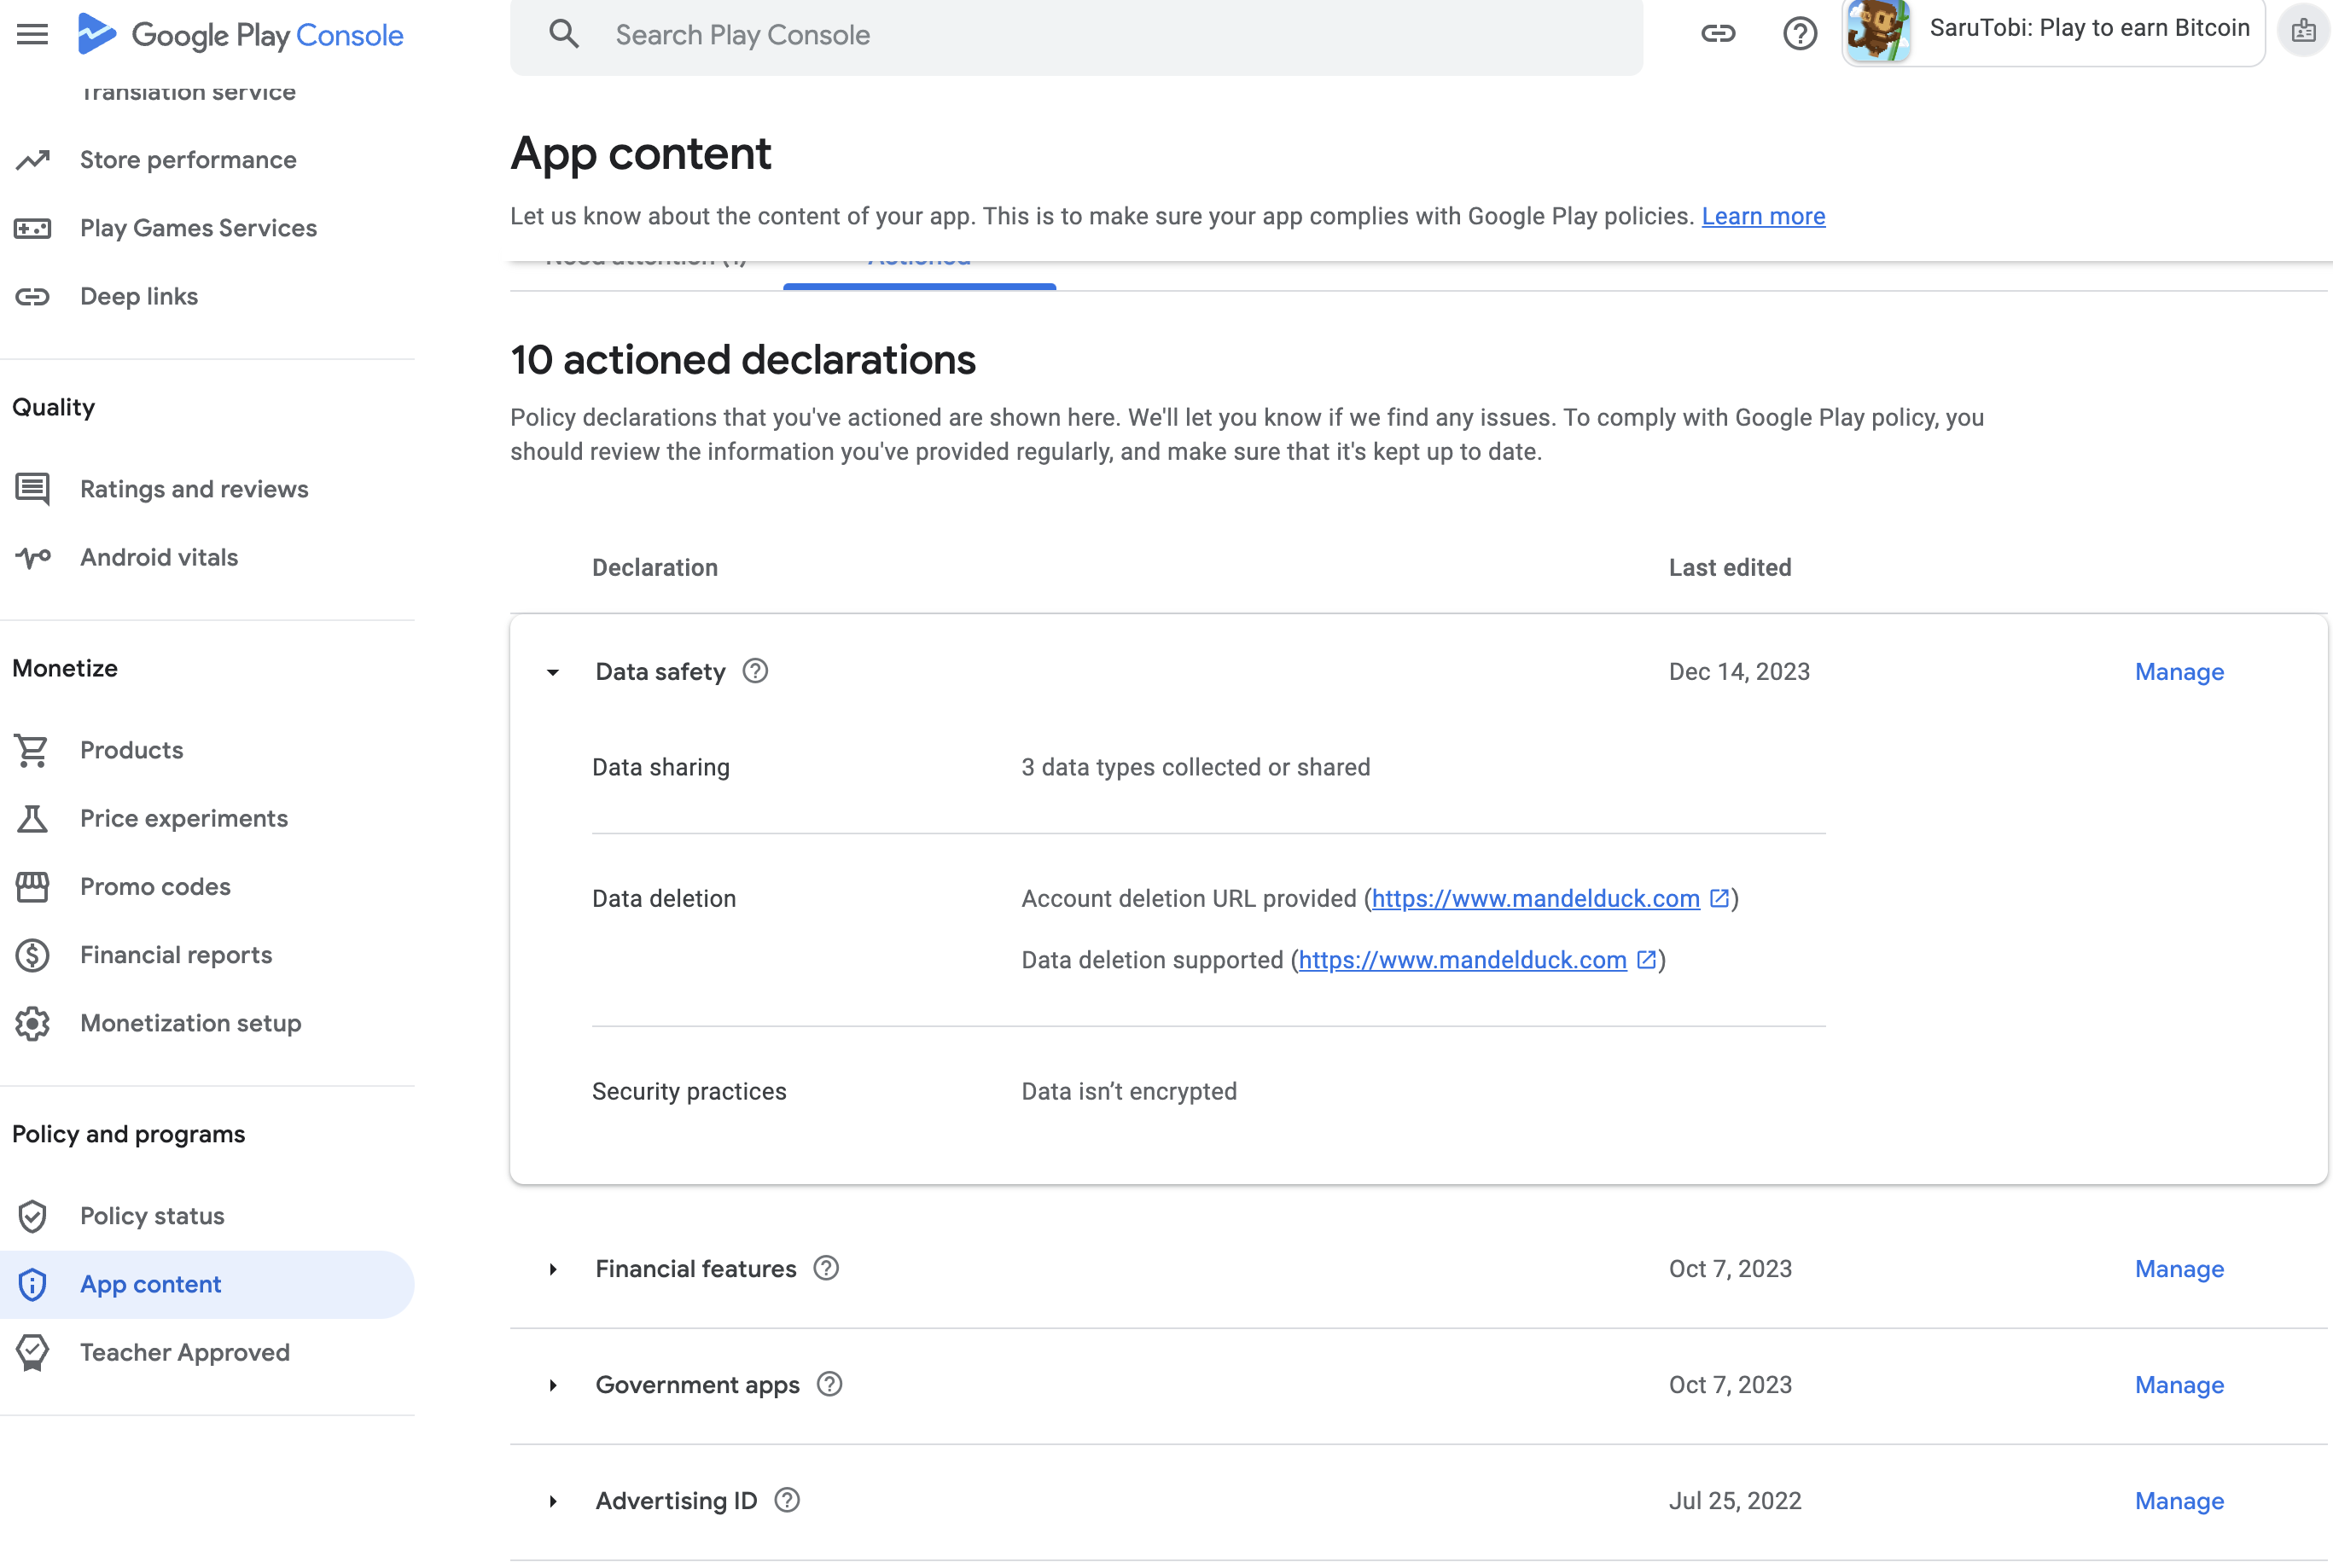 Google Play Console
Search Play Console
SaruTobi: Play to earn Bitcoin
Translation service
Store performance
Play Games Services
Deep links
Quality
Ratings and reviews
Android vitals
Monetize
Products
Price experiments
Promo codes
Financial reports
Monetization setup
Policy and programs
Policy status
App content
Teacher Approved
App content
Let us know about the content of your app. This is to make sure your app complies with Google Play policies. Learn more
Need attention (1)
Actioned
10 actioned declarations
Policy declarations that you've actioned are shown here. We'll let you know if we find any issues. To comply with Google Play policy, you
should review the information you've provided regularly, and make sure that it's kept up to date.
Declaration Last edited
Data safety Dec 14, 2023 Manage
Data sharing 3 data types collected or shared
Data deletion Account deletion URL provided (https://www.mandelduck.com)
Data deletion supported (https://www.mandelduck.com)
Security practices Data isn’t encrypted
Financial features Oct 7, 2023 Manage
Government apps Oct 7, 2023 Manage
Advertising ID Jul 25, 2022 Manage